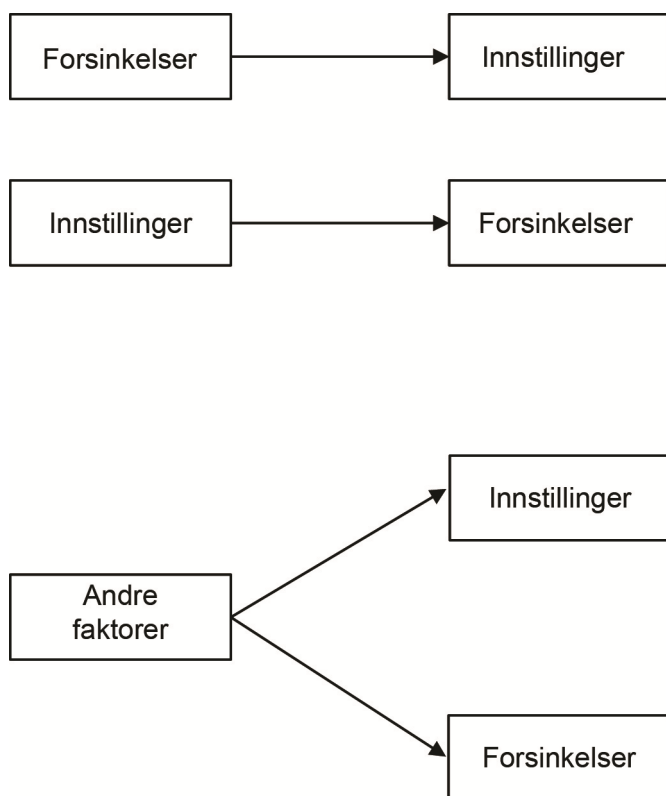 Forsinkelser
Innstillinger
Innstillinger
Forsinkelser
Innstillinger
Andre
faktorer
Forsinkelser